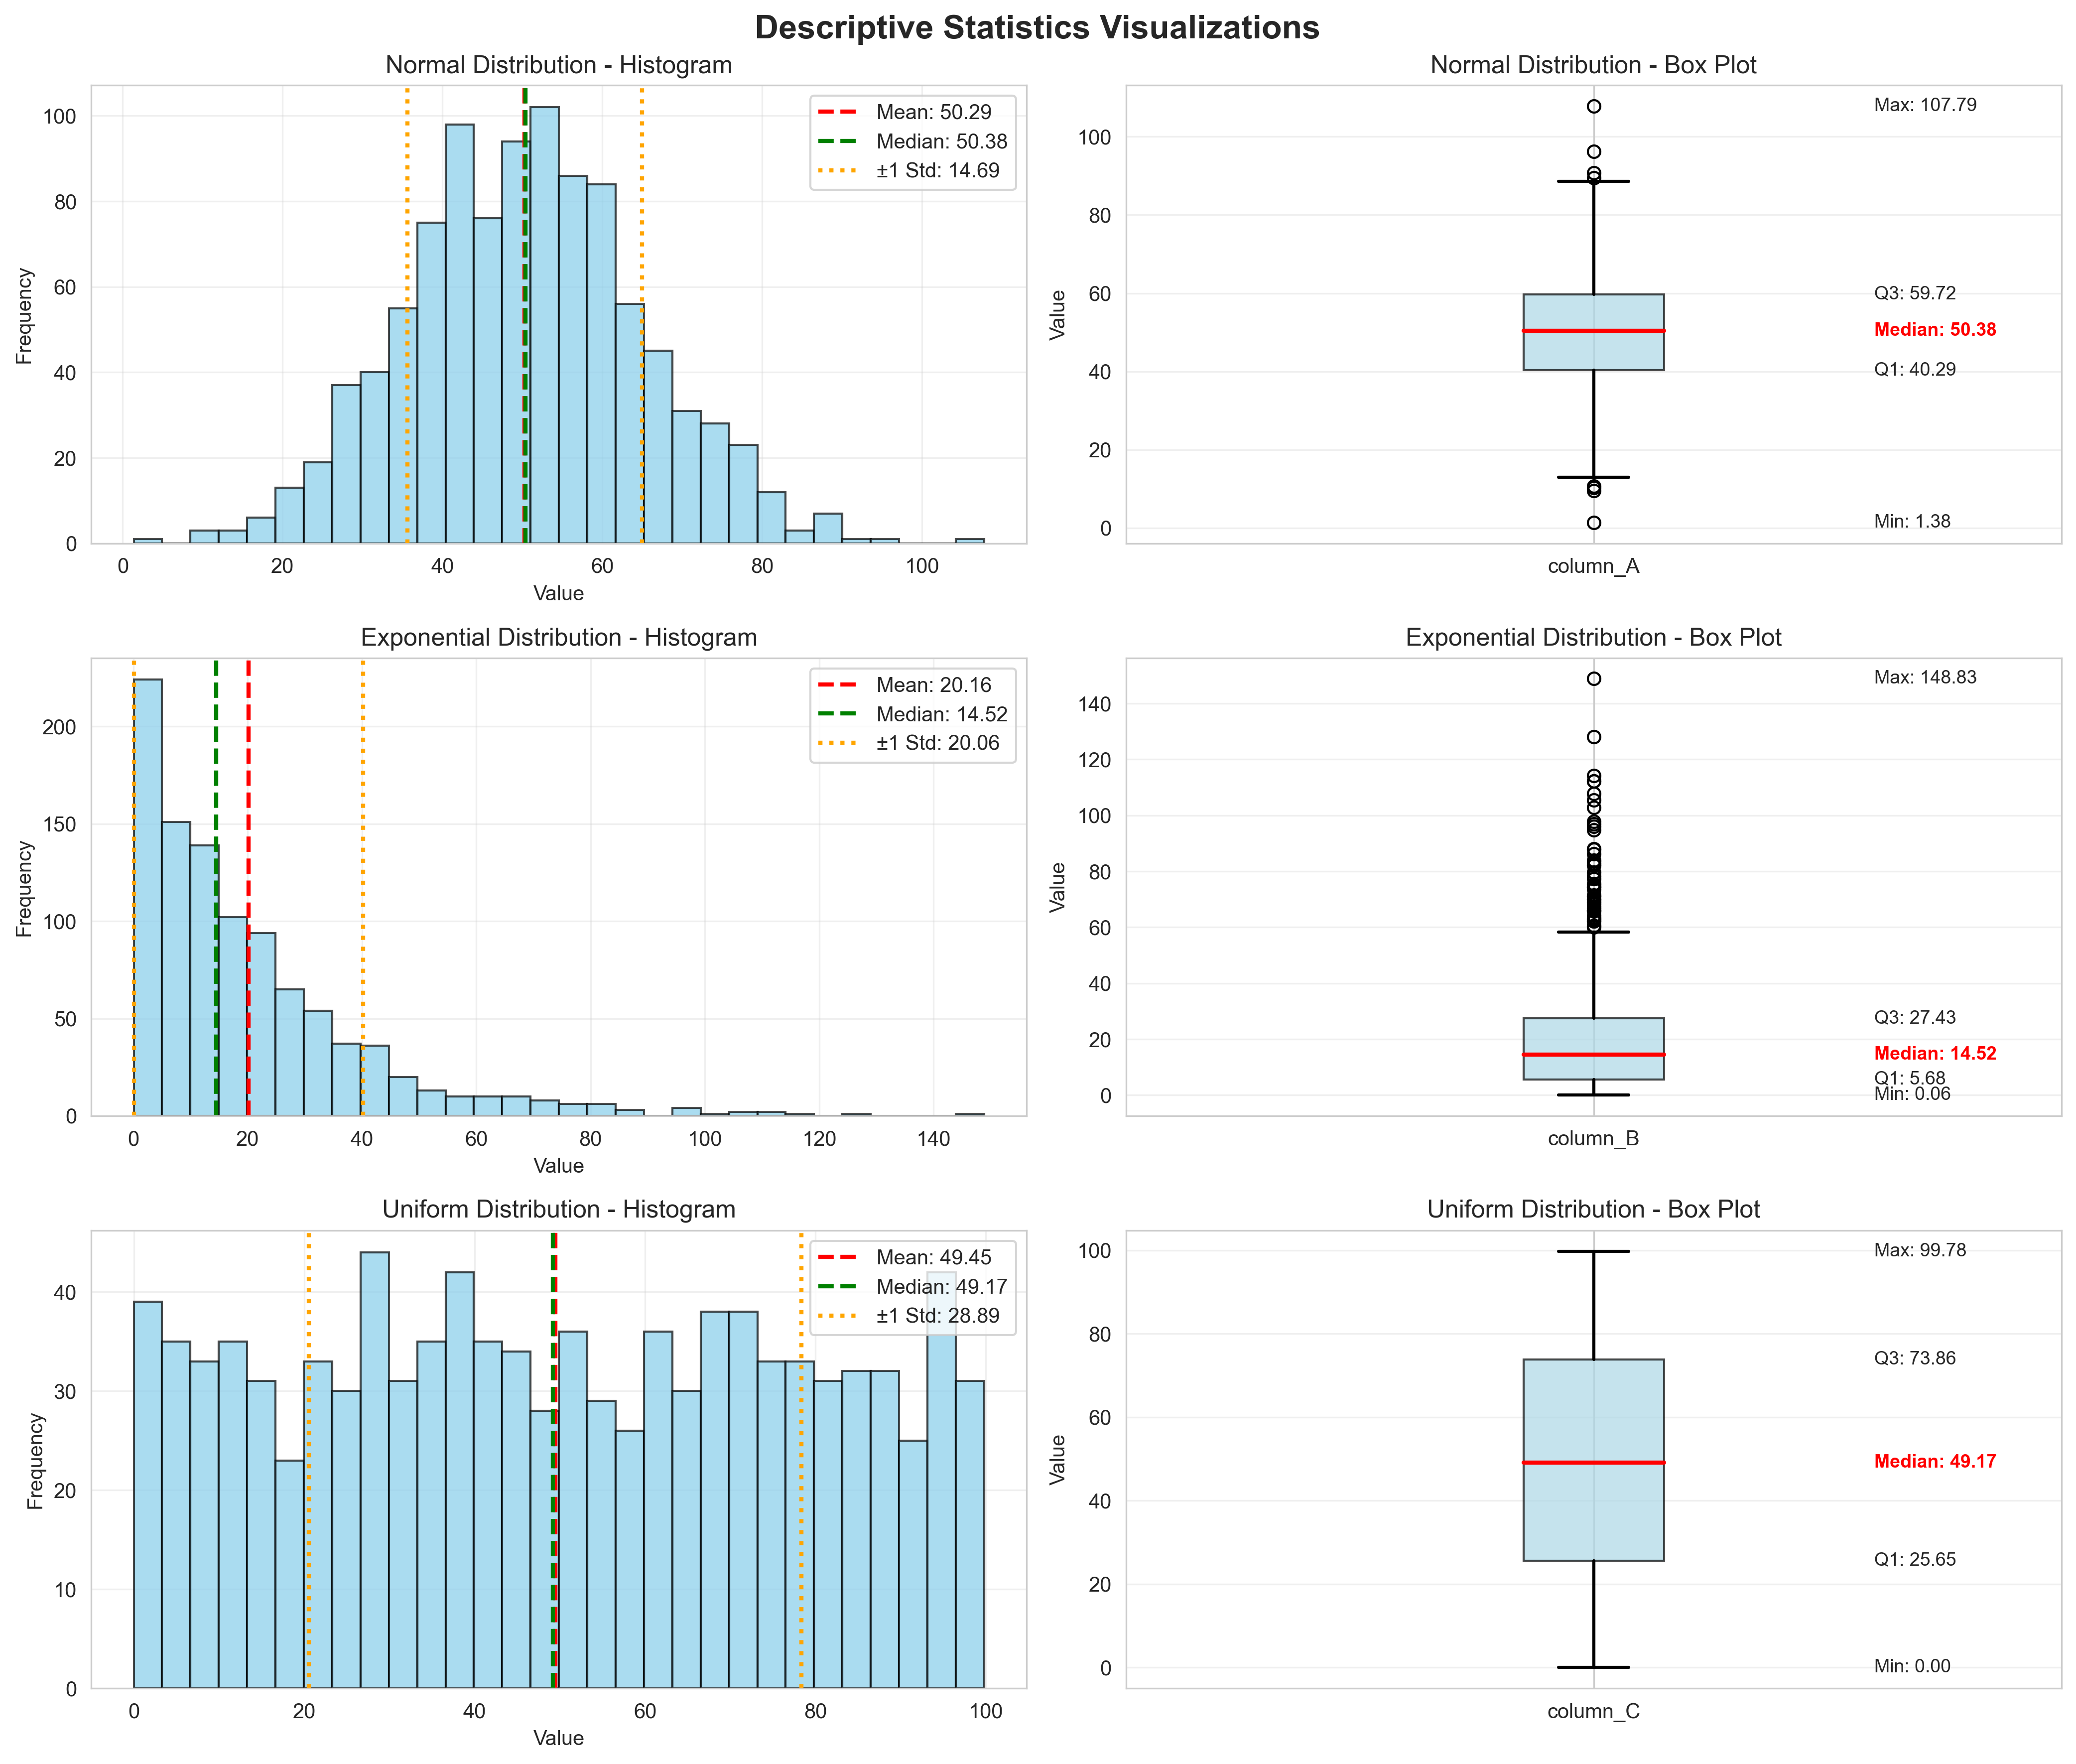 Descriptive Statistics Visualizations
Normal Distribution - Histogram
Frequency
100
80
60
40
20
0
Mean: 50.29
Median: 50.38
±1 Std: 14.69
0 20 40 60 80 100
Value
Normal Distribution - Box Plot
Value
100
80
60
40
20
0
Max: 107.79
Q3: 59.72
Median: 50.38
Q1: 40.29
Min: 1.38
column_A
Exponential Distribution - Histogram
Frequency
200
150
100
50
0
Mean: 20.16
Median: 14.52
±1 Std: 20.06
0 20 40 60 80 100 120 140
Value
Exponential Distribution - Box Plot
Value
140
120
100
80
60
40
20
0
Max: 148.83
Q3: 27.43
Median: 14.52
Q1: 5.68
Min: 0.06
column_B
Uniform Distribution - Histogram
Frequency
40
30
20
10
0
Mean: 49.45
Median: 49.17
±1 Std: 28.89
0 20 40 60 80 100
Value
Uniform Distribution - Box Plot
Value
100
80
60
40
20
0
Max: 99.78
Q3: 73.86
Median: 49.17
Q1: 25.65
Min: 0.00
column_C